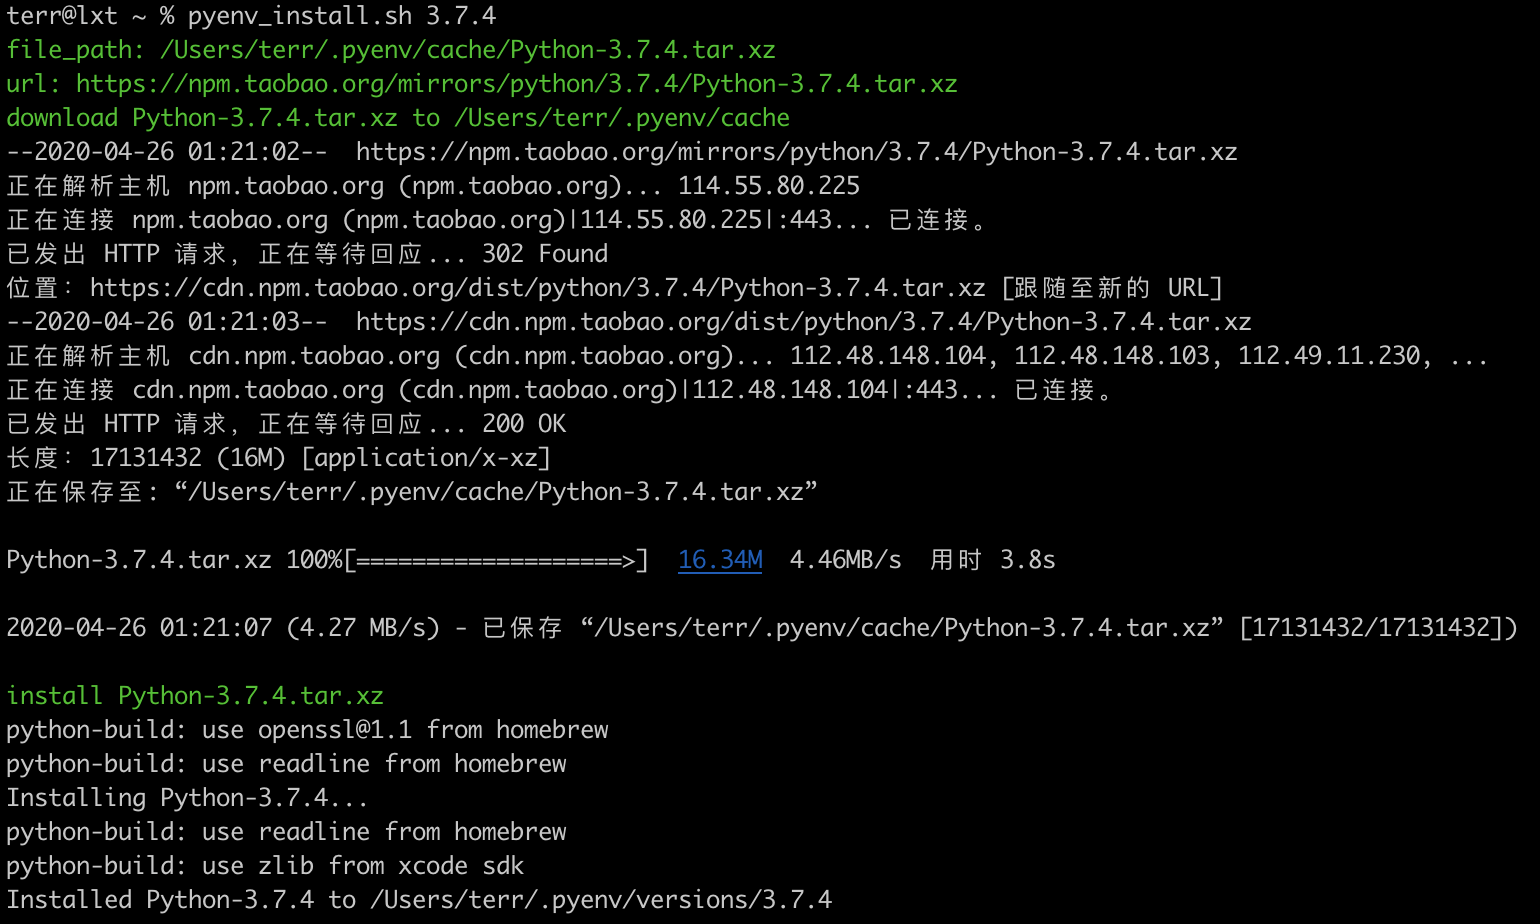 terr@lxt ~ % pyenv_install.sh 3.7.4
file_path: /Users/terr/.pyenv/cache/Python-3.7.4.tar.xz
url: https://npm.taobao.org/mirrors/python/3.7.4/Python-3.7.4.tar.xz
download Python-3.7.4.tar.xz to /Users/terr/.pyenv/cache
--2020-04-26 01:21:02--  https://npm.taobao.org/mirrors/python/3.7.4/Python-3.7.4.tar.xz
正在解析主机 npm.taobao.org (npm.taobao.org)... 114.55.80.225
正在连接 npm.taobao.org (npm.taobao.org)|114.55.80.225|:443... 已连接。
已发出 HTTP 请求，正在等待回应... 302 Found
位置：https://cdn.npm.taobao.org/dist/python/3.7.4/Python-3.7.4.tar.xz [跟随至新的 URL]
--2020-04-26 01:21:03--  https://cdn.npm.taobao.org/dist/python/3.7.4/Python-3.7.4.tar.xz
正在解析主机 cdn.npm.taobao.org (cdn.npm.taobao.org)... 112.48.148.104, 112.48.148.103, 112.49.11.230, ...
正在连接 cdn.npm.taobao.org (cdn.npm.taobao.org)|112.48.148.104|:443... 已连接。
已发出 HTTP 请求，正在等待回应... 200 OK
长度：17131432 (16M) [application/x-xz]
正在保存至: “/Users/terr/.pyenv/cache/Python-3.7.4.tar.xz”
Python-3.7.4.tar.xz 100%[===================>]  16.34M  4.46MB/s  用时 3.8s
2020-04-26 01:21:07 (4.27 MB/s) - 已保存 “/Users/terr/.pyenv/cache/Python-3.7.4.tar.xz” [17131432/17131432])
install Python-3.7.4.tar.xz
python-build: use openssl@1.1 from homebrew
python-build: use readline from homebrew
Installing Python-3.7.4...
python-build: use readline from homebrew
python-build: use zlib from xcode sdk
Installed Python-3.7.4 to /Users/terr/.pyenv/versions/3.7.4